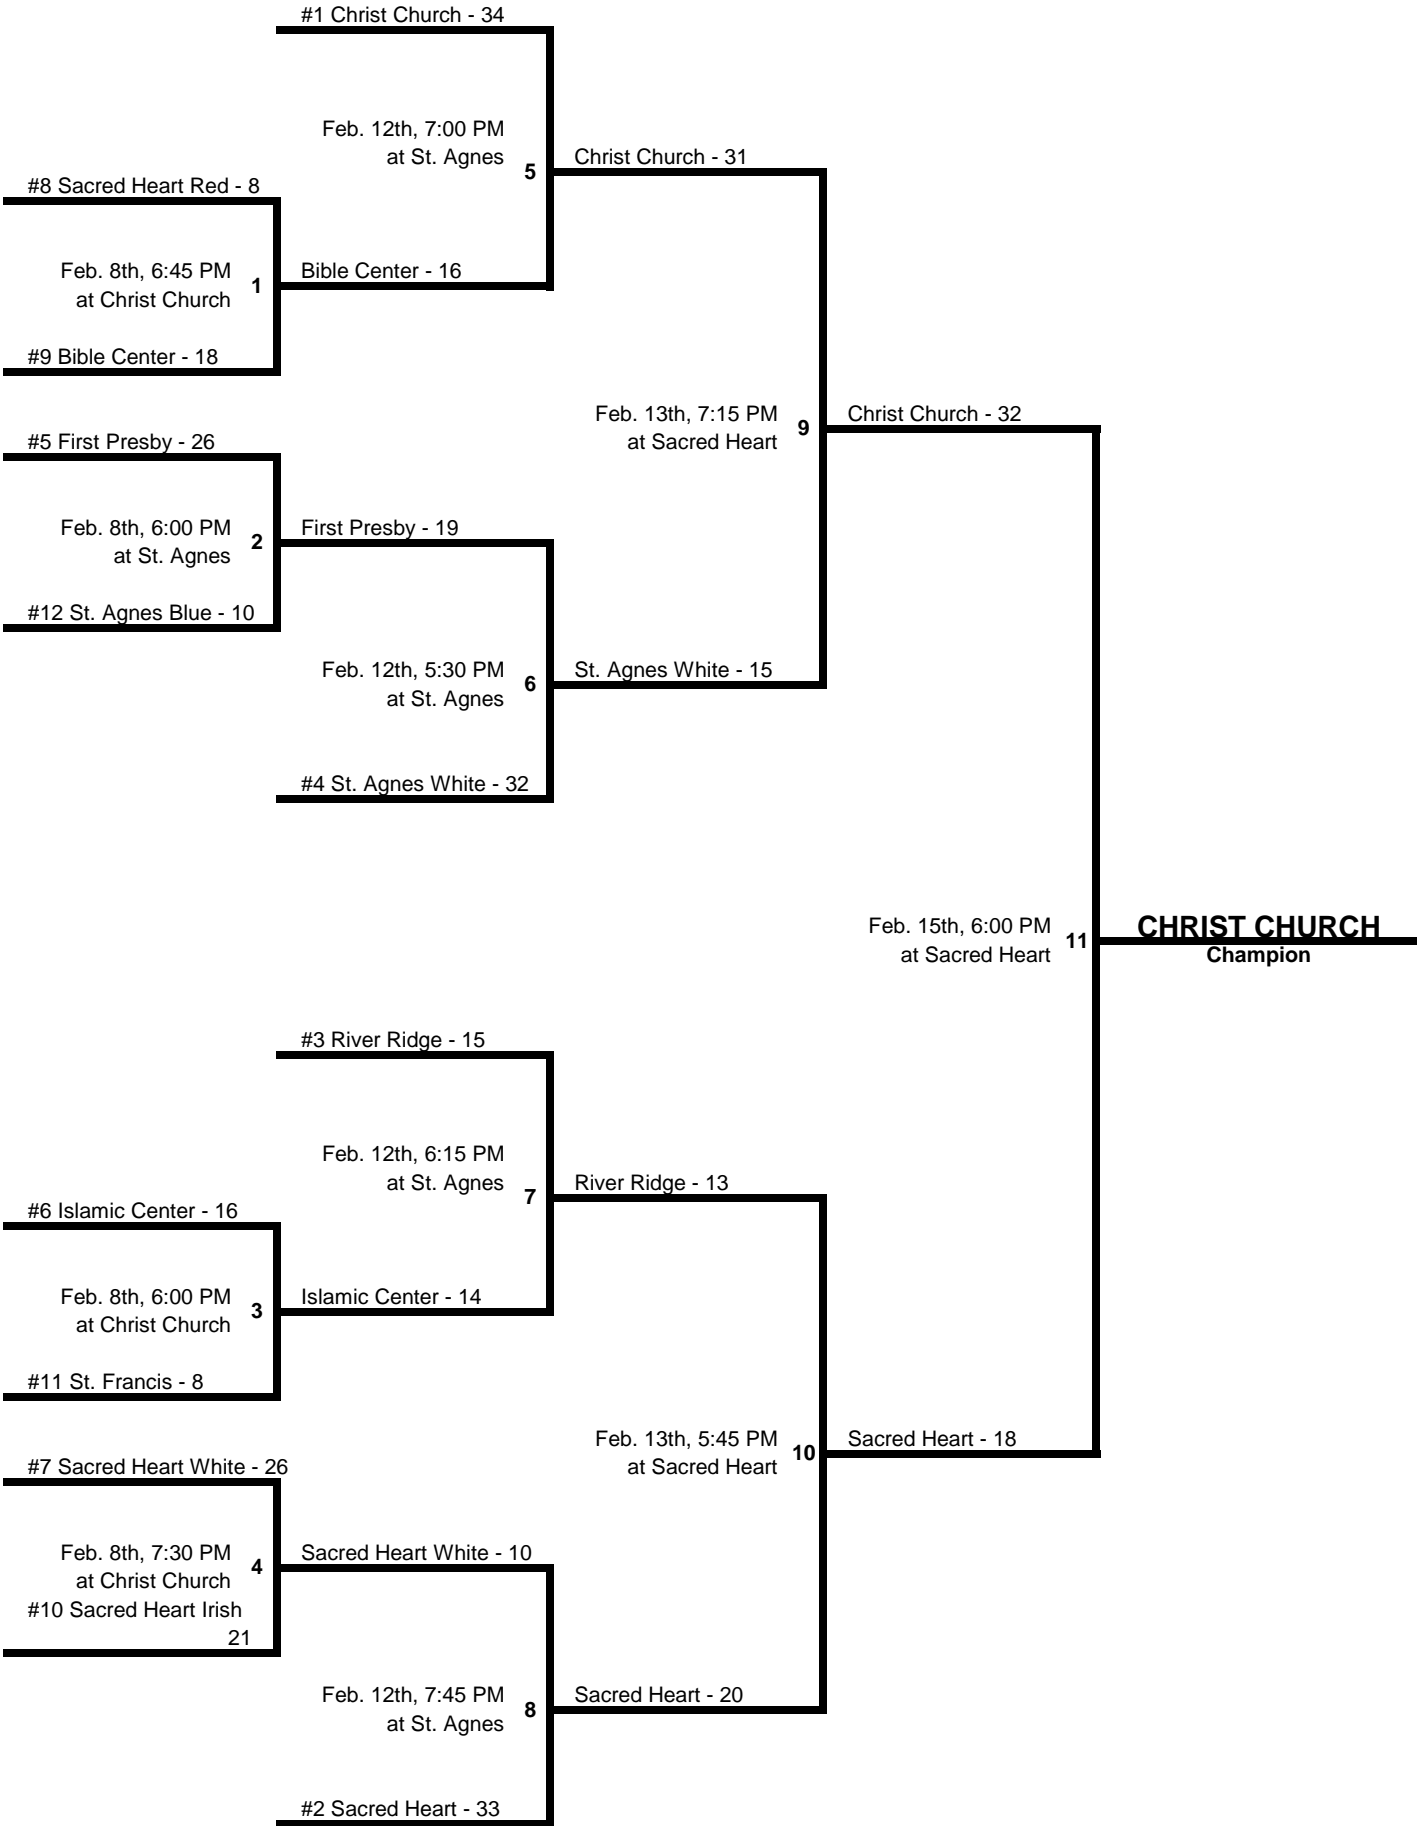 #1 Christ Church - 34
Feb. 12th, 7:00 PM
at St. Agnes
5
Christ Church - 31
#8 Sacred Heart Red - 8
Feb. 8th, 6:45 PM
at Christ Church
1
Bible Center - 16
#9 Bible Center - 18
Feb. 13th, 7:15 PM
at Sacred Heart
9
Christ Church - 32
#5 First Presby - 26
Feb. 8th, 6:00 PM
at St. Agnes
2
First Presby - 19
#12 St. Agnes Blue - 10
Feb. 12th, 5:30 PM
at St. Agnes
6
St. Agnes White - 15
#4 St. Agnes White - 32
Feb. 15th, 6:00 PM
at Sacred Heart
11
CHRIST CHURCH
Champion
#3 River Ridge - 15
Feb. 12th, 6:15 PM
at St. Agnes
7
River Ridge - 13
#6 Islamic Center - 16
Feb. 8th, 6:00 PM
at Christ Church
3
Islamic Center - 14
#11 St. Francis - 8
Feb. 13th, 5:45 PM
at Sacred Heart
10
Sacred Heart - 18
#7 Sacred Heart White - 26
Feb. 8th, 7:30 PM
at Christ Church
4
Sacred Heart White - 10
#10 Sacred Heart Irish
21
Feb. 12th, 7:45 PM
at St. Agnes
8
Sacred Heart - 20
#2 Sacred Heart - 33